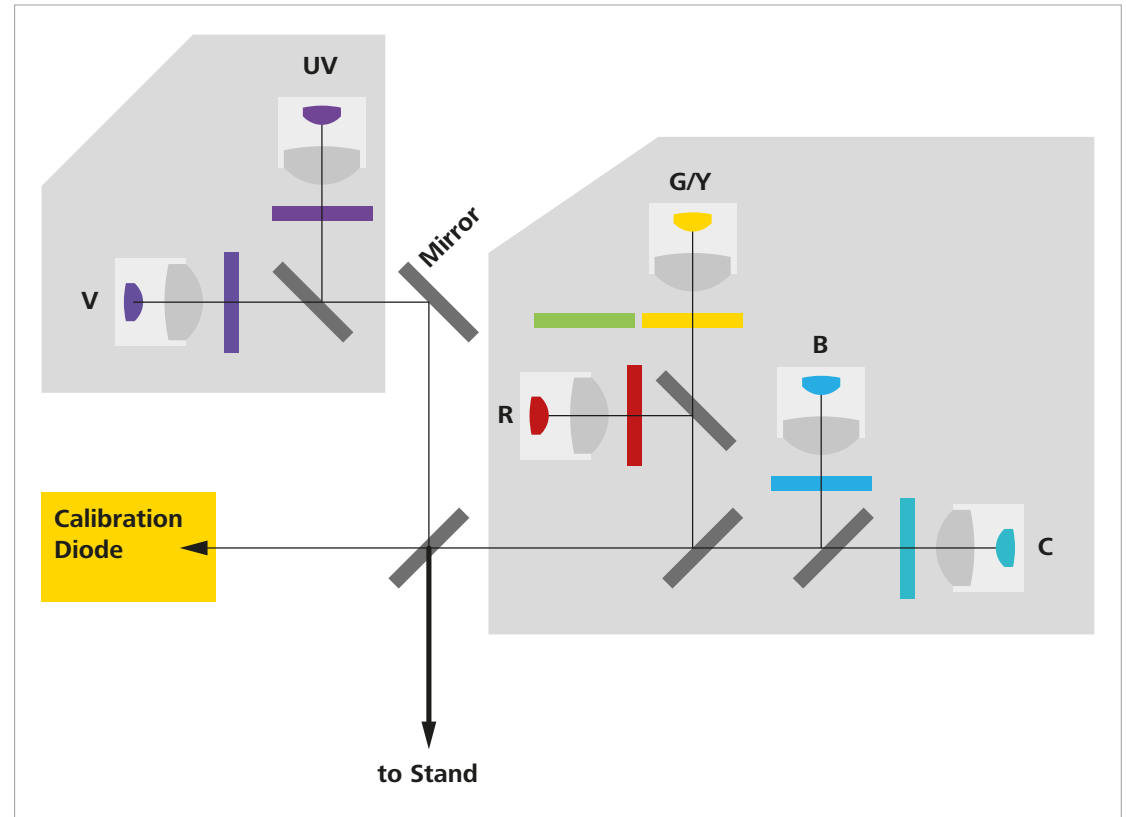 UV
Mirror
G/Y
V
B
R
Calibration
Diode
C
to Stand